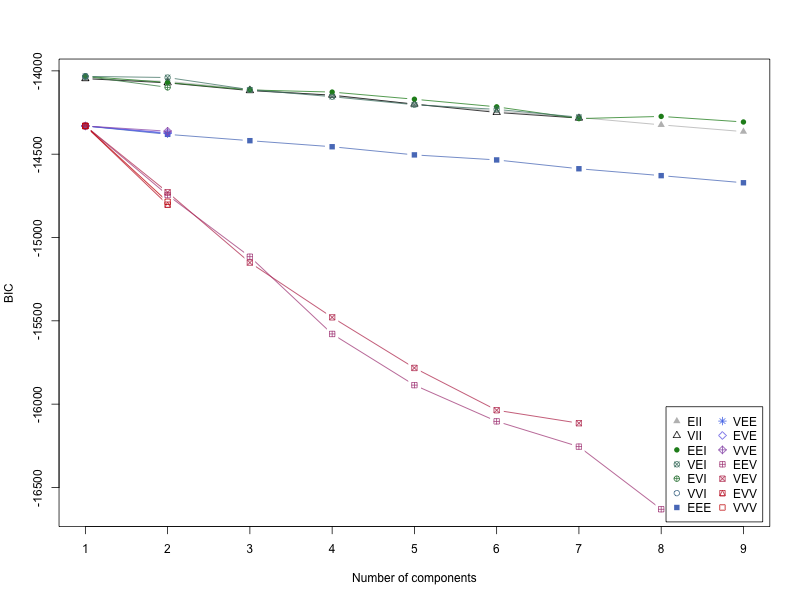 -14000
-14500
-15000
-15500
-16000
-16500
BIC
EII VEE
VII EVE
EEI VVE
VEI EEV
EVI VEV
VVI EVV
EEE VVV
1 2 3 4 5 6 7 8 9
Number of components